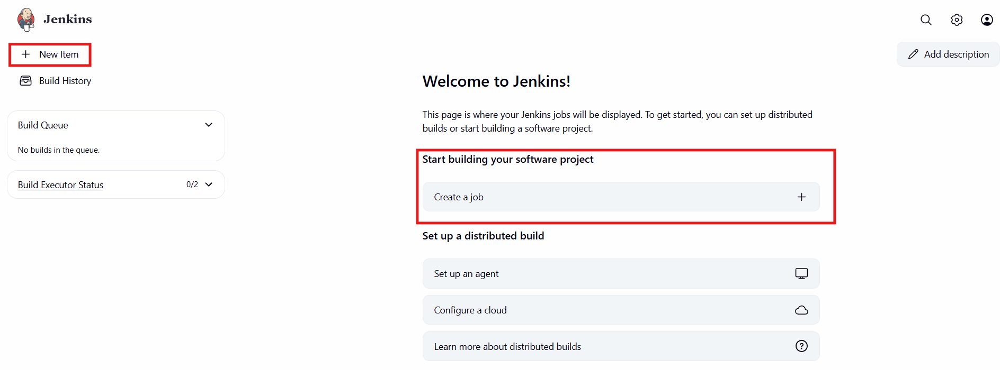 Jenkins
New Item
Add description
Build History
Welcome to Jenkins!
This page is where your Jenkins jobs will be displayed. To get started, you can set up distributed
builds or start building a software project.
Build Queue
No builds in the queue.
Build Executor Status 0/2
Start building your software project
Create a job
Set up a distributed build
Set up an agent
Configure a cloud
Learn more about distributed builds